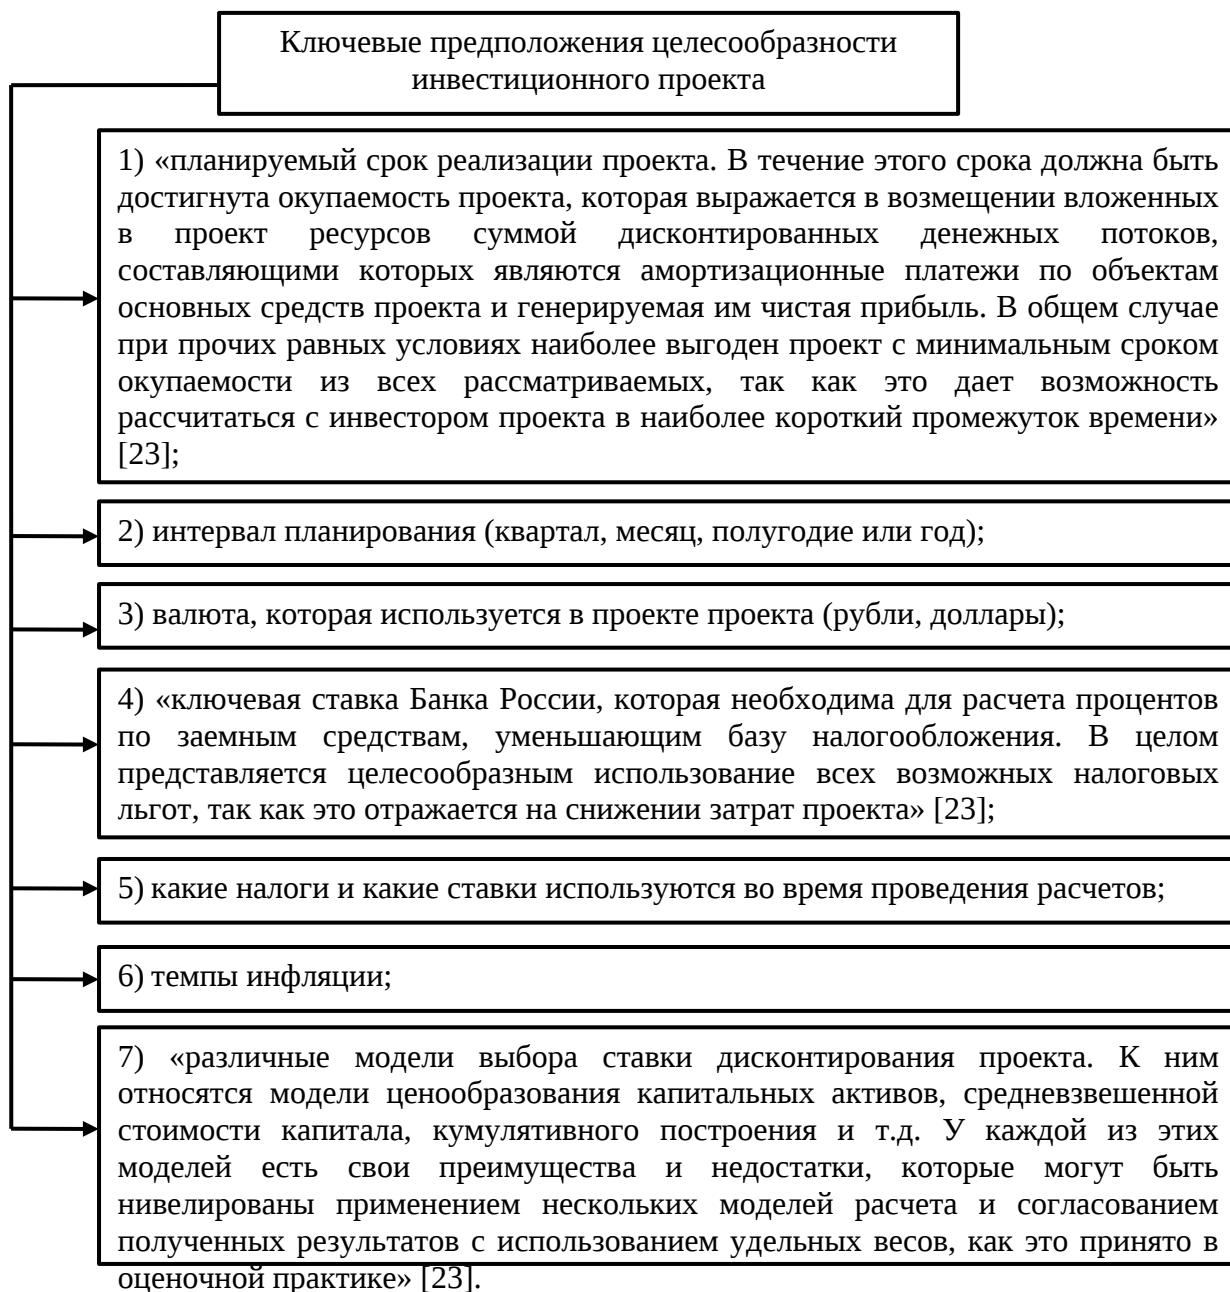 Ключевые предположения целесообразности
инвестиционного проекта
1) «планируемый срок реализации проекта. В течение этого срока должна быть
достигнута окупаемость проекта, которая выражается в возмещении вложенных
в проект ресурсов суммой дисконтированных денежных потоков,
составляющими которых являются амортизационные платежи по объектам
основных средств проекта и генерируемая им чистая прибыль. В общем случае
при прочих равных условиях наиболее выгоден проект с минимальным сроком
окупаемости из всех рассматриваемых, так как это дает возможность
рассчитаться с инвестором проекта в наиболее короткий промежуток времени»
[23];
2) интервал планирования (квартал, месяц, полугодие или год);
3) валюта, которая используется в проекте проекта (рубли, доллары);
4) «ключевая ставка Банка России, которая необходима для расчета процентов
по заемным средствам, уменьшающим базу налогообложения. В целом
представляется целесообразным использование всех возможных налоговых
льгот, так как это отражается на снижении затрат проекта» [23];
5) какие налоги и какие ставки используются во время проведения расчетов;
6) темпы инфляции;
7) «различные модели выбора ставки дисконтирования проекта. К ним
относятся модели ценообразования капитальных активов, средневзвешенной
стоимости капитала, кумулятивного построения и т.д. У каждой из этих
моделей есть свои преимущества и недостатки, которые могут быть
нивелированы применением нескольких моделей расчета и согласованием
полученных результатов с использованием удельных весов, как это принято в
оценочной практике» [23].